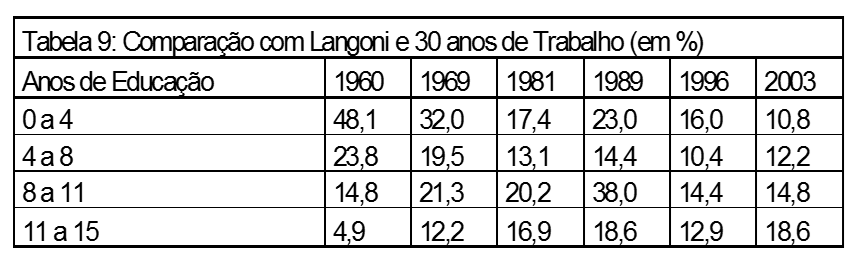 Tabela 9: Comparação com Langoni e 30 anos de Trabalho (em %)
Anos de Educação 1960 1969 1981 1989 1996 2003
0 a 4 48,1 32,0 17,4 23,0 16,0 10,8
4 a 8 23,8 19,5 13,1 14,4 10,4 12,2
8 a 11 14,8 21,3 20,2 38,0 14,4 14,8
11 a 15 4,9 12,2 16,9 18,6 12,9 18,6